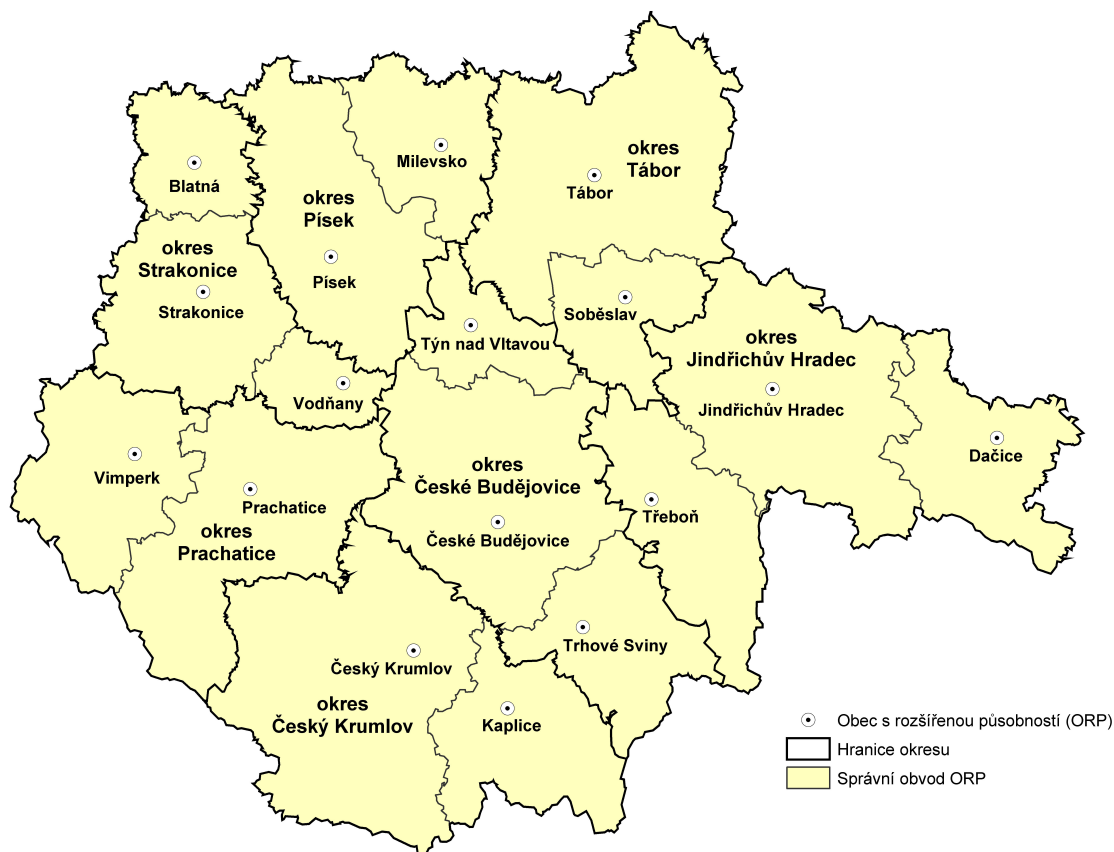 okres
Tábor
Milevsko
Blatná
Tábor
okres
Písek
okres
Strakonice
Písek
Strakonice
Soběslav
Týn nad Vltavou
okres
Jindřichův Hradec
Jindřichův Hradec
Vodňany
Dačice
Vimperk
okres
České Budějovice
Prachatice
okres
Prachatice
Třeboň
České Budějovice
Trhové Sviny
Český Krumlov
okres
Český Krumlov
Kaplice
Obec s rozšířenou působností (ORP)
Hranice okresu
Správní obvod ORP